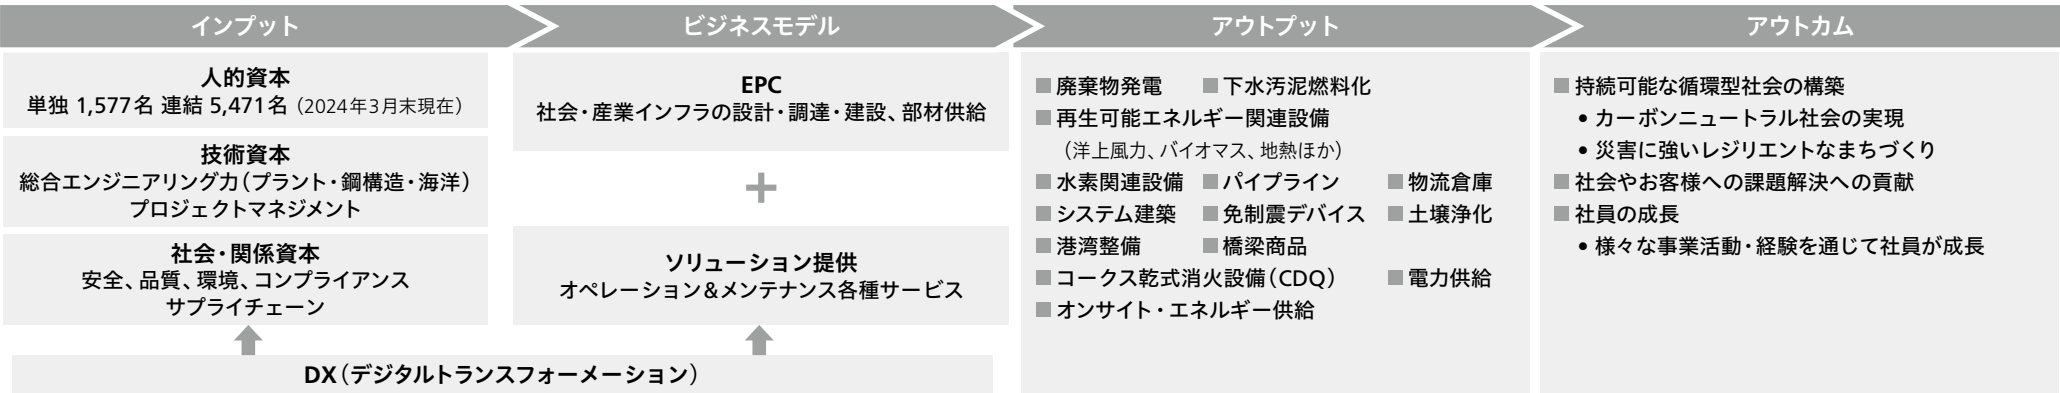 インプット
人的資本
単独 1,577名 連結 5,471名（2024年3月末現在）
技術資本
総合エンジニアリング力（プラント・鋼構造・海洋）
プロジェクトマネジメント
社会・関係資本
安全、品質、環境、コンプライアンス
サプライチェーン
ビジネスモデル
EPC
社会・産業インフラの設計・調達・建設、部材供給
＋
ソリューション提供
オペレーション&メンテナンス各種サービス
DX（デジタルトランスフォーメーション）
アウトプット
■廃棄物発電 ■下水汚泥燃料化
■再生可能エネルギー関連設備
（洋上風力、バイオマス、地熱ほか）
■水素関連設備 ■パイプライン ■物流倉庫
■システム建築 ■免制震デバイス ■土壌浄化
■港湾整備 ■橋梁商品
■コークス乾式消火設備（CDQ） ■電力供給
■オンサイト・エネルギー供給
アウトカム
■持続可能な循環型社会の構築
• カーボンニュートラル社会の実現
• 災害に強いレジリエントなまちづくり
■社会やお客様への課題解決への貢献
■社員の成長
• 様々な事業活動・経験を通じて社員が成長